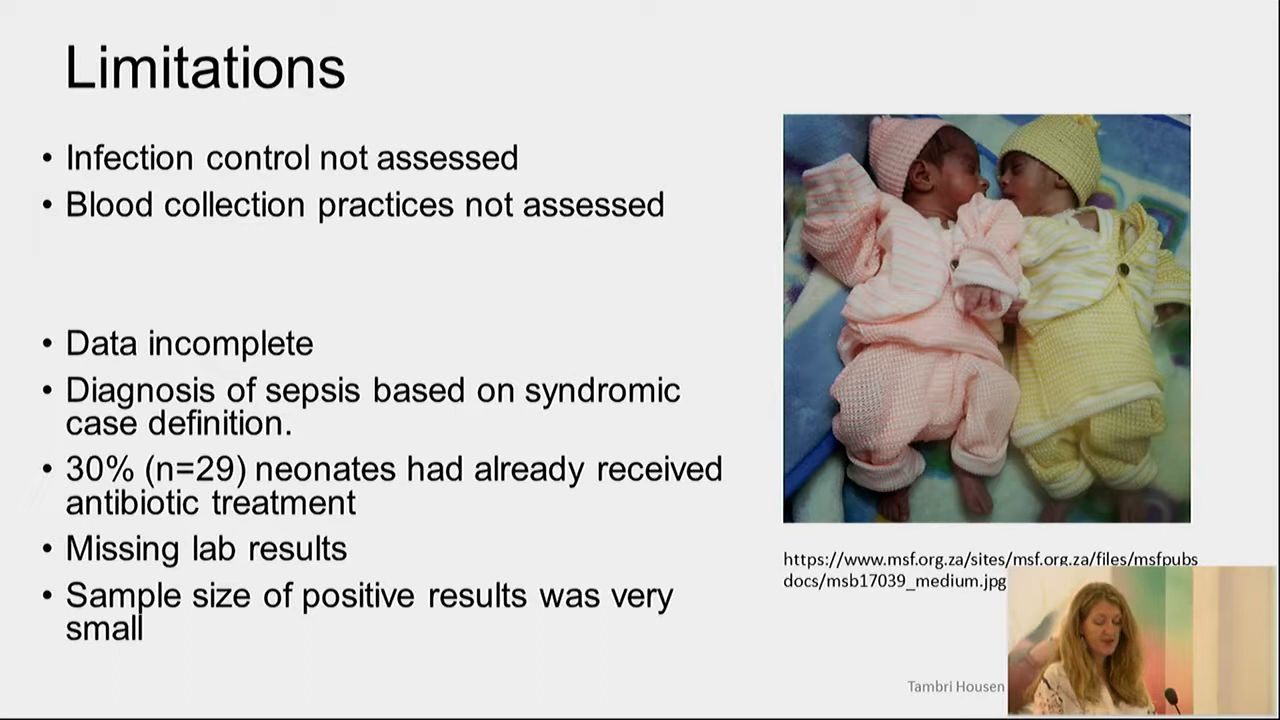 Limitations
• Infection control not assessed
• Blood collection practices not assessed
• Data incomplete
• Diagnosis of sepsis based on syndromic
case definition.
• 30% (n=29) neonates had already received
antibiotic treatment
• Missing lab results
• Sample size of positive results was very
small
https://www.msf.org.za/sites/msf.org.za/files/msfpubs
docs/msb17039_medium.jpg
Tambri Housen